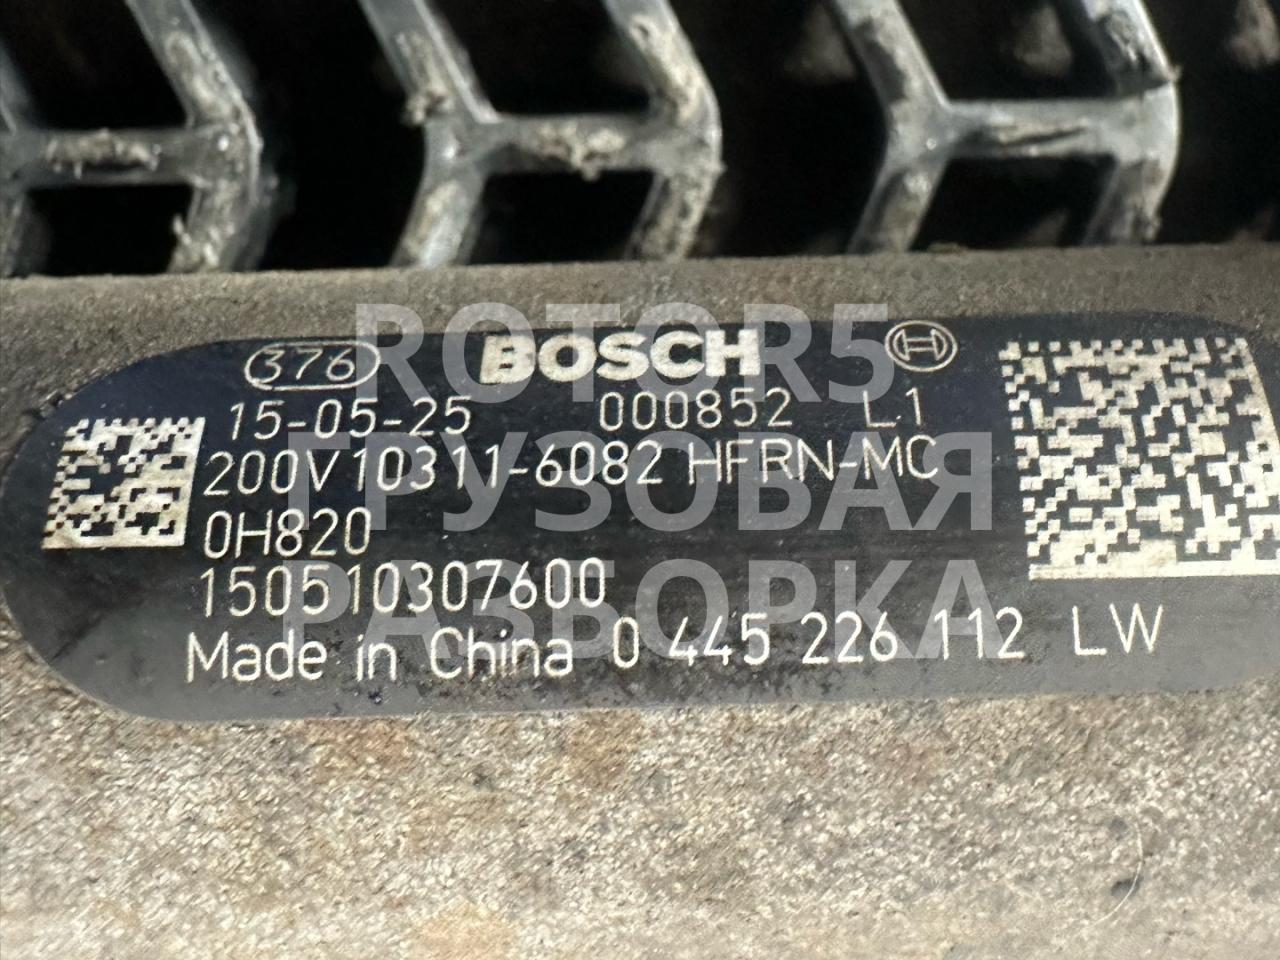 376 BOSCH
15-05-25 000852 L.1
200V10311-6082 HFRN-MC
0H820
150510307600
Made in China 0 445 226 112 LW
ROTOR5
ГРУЗОВАЯ
РАЗБОРКА